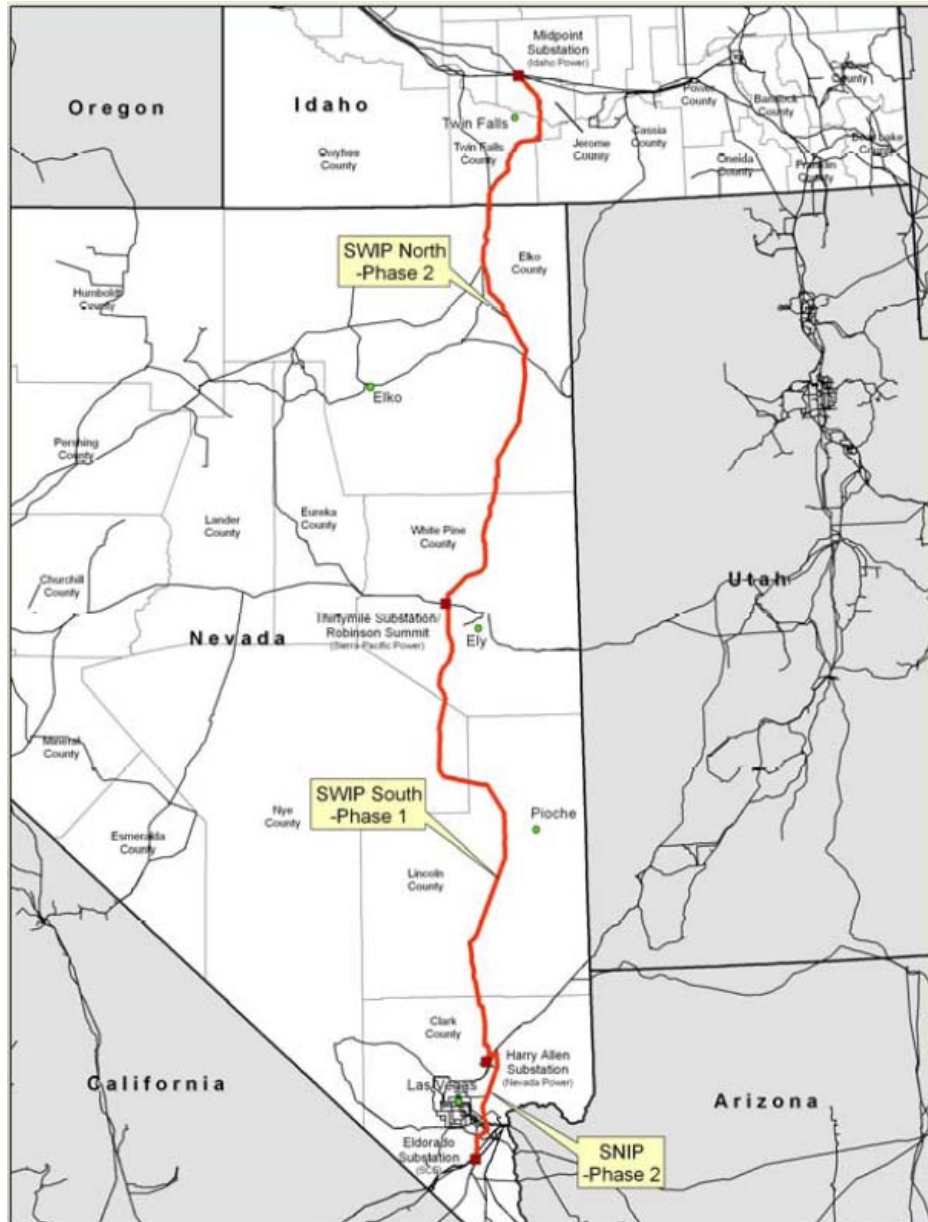 Midpoint
Substation
(Idaho Power)
Oregon
Idaho
Power
County
Bannock
County
Caribou
County
Twin Falls
Owyhee
County
Twin Falls
County
Jerome
County
Cassia
County
Oneida
County
Franklin
County
Bear Lake
County
SWIP North
-Phase 2
Elko
County
Humboldt
County
Elko
Pershing
County
Lander
County
Eureka
County
White Pine
County
Churchill
County
Utah
Nevada
Thirtymile Substation/
Robinson Summit
(Sierra-Pacific Power)
Ely
Mineral
County
SWIP South
-Phase 1
Nye
County
Pioche
Esmeralda
County
Lincoln
County
Clark
County
Harry Allen
Substation
(Nevada Power)
California
Las Vegas
Arizona
Eldorado
Substation
(SCE)
SNIP
-Phase 2